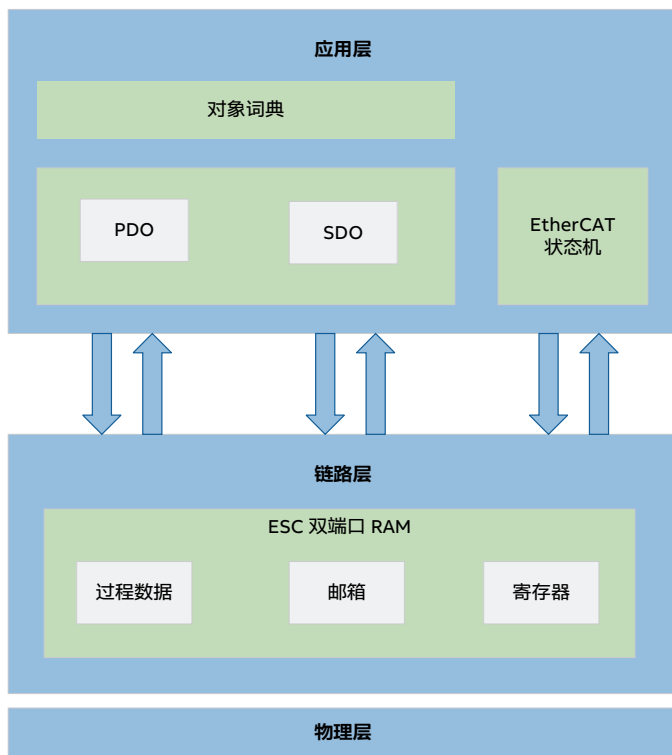 应用层
对象词典
PDO
SDO
EtherCAT
状态机
链路层
ESC 双端口 RAM
过程数据
邮箱
寄存器
物理层